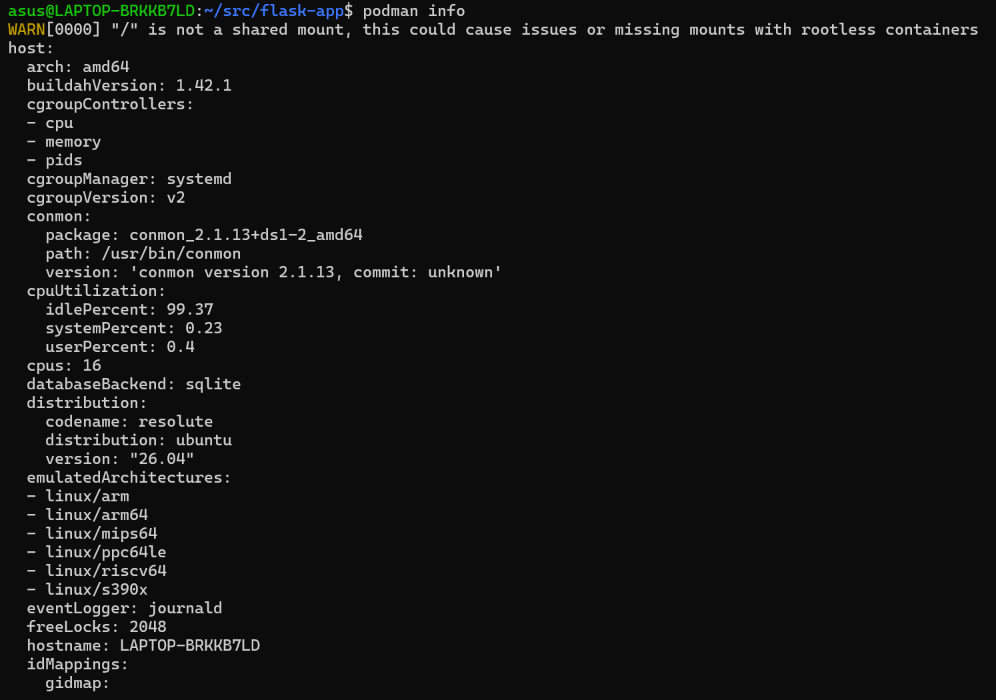 asus@LAPTOP-BRKKB7LD:~/src/flask-app$ podman info
WARN[0000] "/" is not a shared mount, this could cause issues or missing mounts with rootless containers
host:
  arch: amd64
  buildahVersion: 1.42.1
  cgroupControllers:
  - cpu
  - memory
  - pids
  cgroupManager: systemd
  cgroupVersion: v2
  conmon:
    package: conmon_2.1.13+ds1-2_amd64
    path: /usr/bin/conmon
    version: 'conmon version 2.1.13, commit: unknown'
  cpuUtilization:
    idlePercent: 99.37
    systemPercent: 0.23
    userPercent: 0.4
  cpus: 16
  databaseBackend: sqlite
  distribution:
    codename: resolute
    distribution: ubuntu
    version: "26.04"
  emulatedArchitectures:
  - linux/arm
  - linux/arm64
  - linux/mips64
  - linux/ppc64le
  - linux/riscv64
  - linux/s390x
  eventLogger: journald
  freeLocks: 2048
  hostname: LAPTOP-BRKKB7LD
  idMappings:
    gidmap: